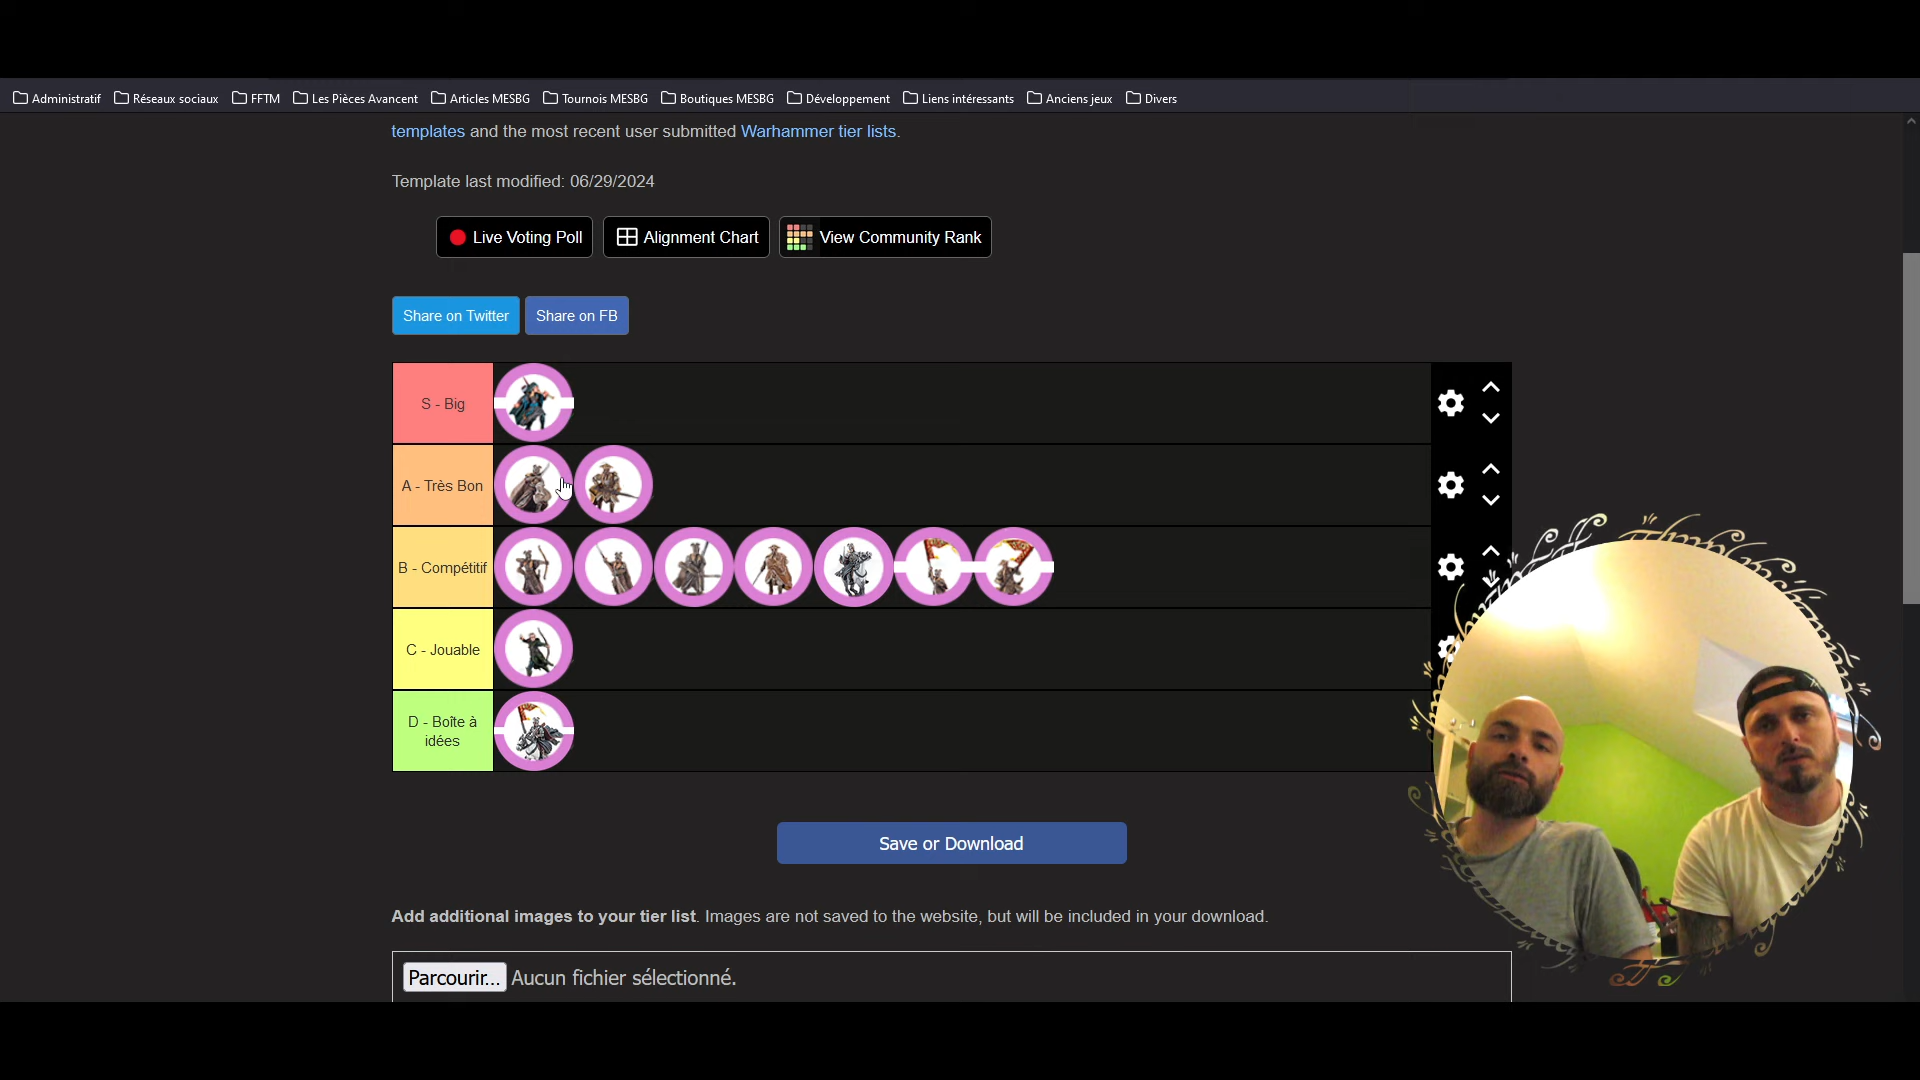 Administratif Réseaux sociaux FFTM Les Pièces Avancent Articles MESBG Tournois MESBG Boutiques MESBG Développement Liens intéressants Anciens jeux Divers
templates and the most recent user submitted Warhammer tier lists.
Template last modified: 06/29/2024
Live Voting Poll Alignment Chart View Community Rank
Share on Twitter Share on FB
S - Big
A - Très Bon
B - Compétitif
C - Jouable
D - Boîte à
idées
Save or Download
Add additional images to your tier list. Images are not saved to the website, but will be included in your download.
Parcourir... Aucun fichier sélectionné.